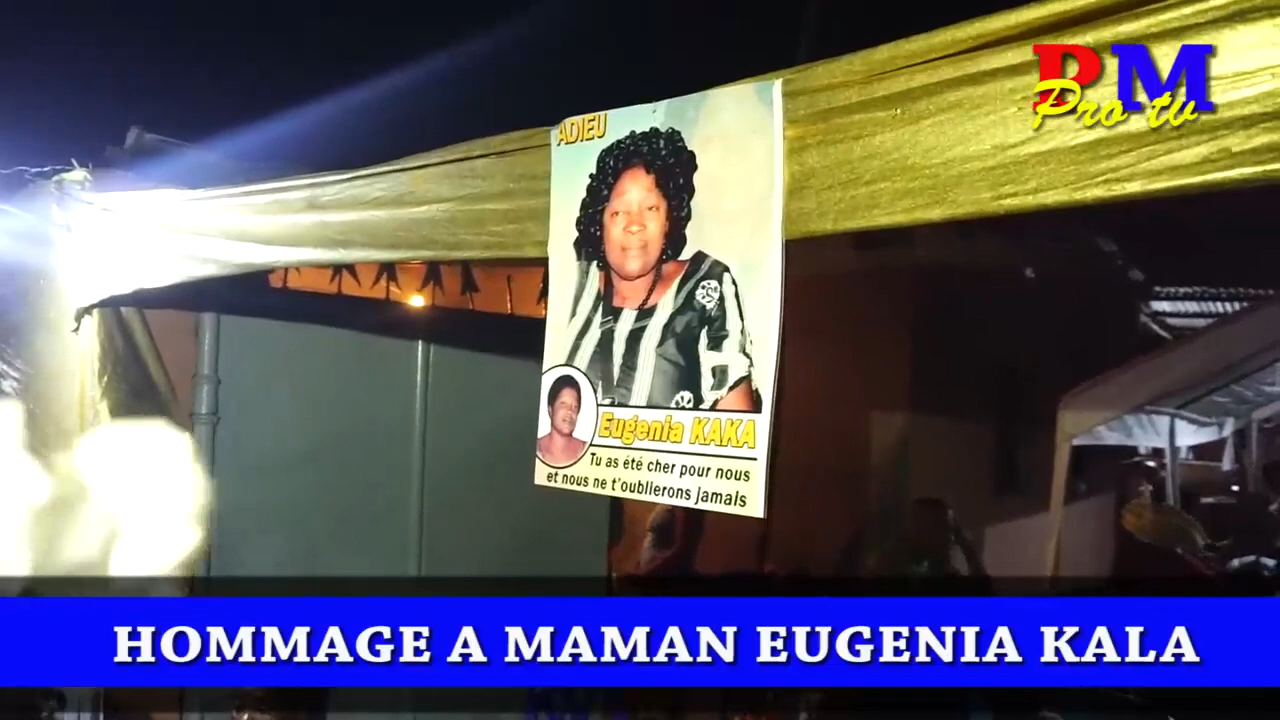 PM
Pro tv
ADIEU
Eugenia KAKA
Tu as été cher pour nous
et nous ne t'oublierons jamais
HOMMAGE A MAMAN EUGENIA KALA